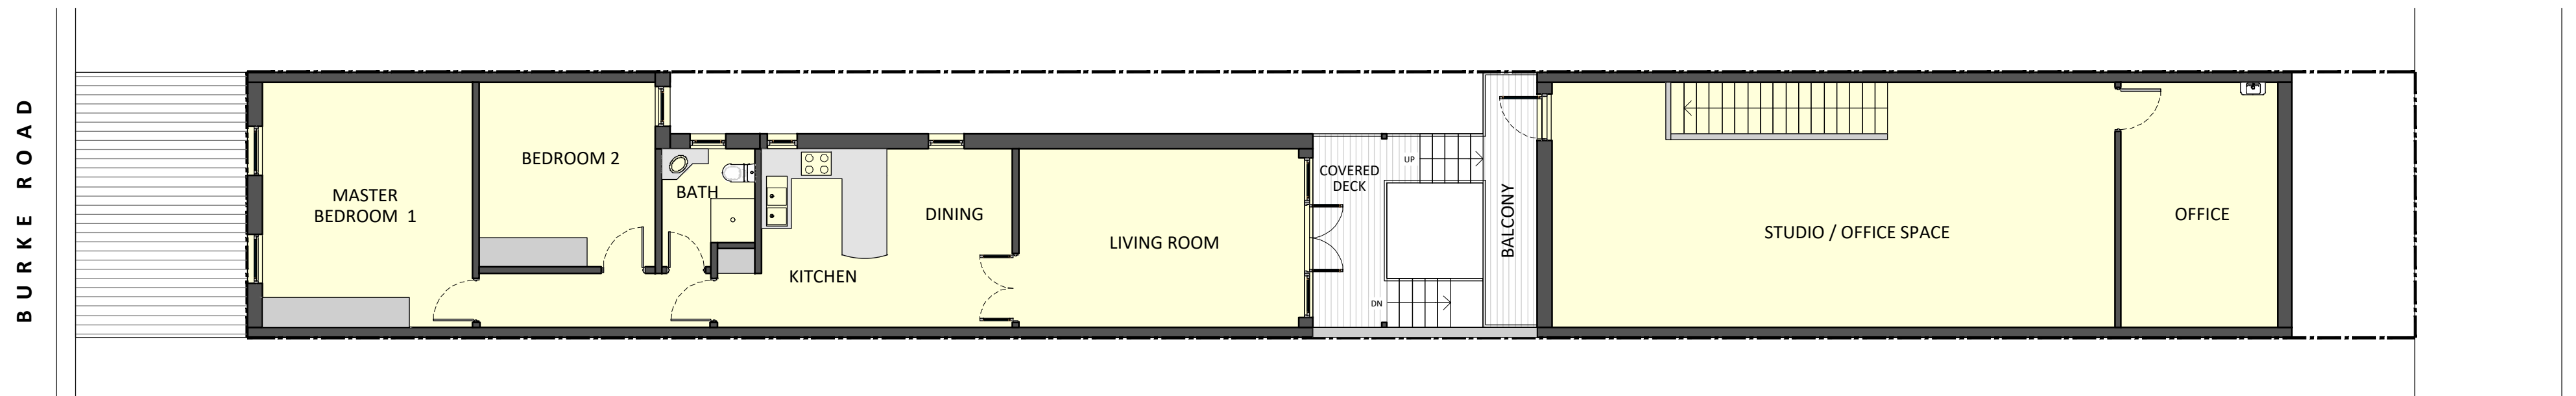 BURKE ROAD
MASTER
BEDROOM 1
BEDROOM 2
BATH
KITCHEN
DINING
LIVING ROOM
COVERED
DECK
UP
DN
BALCONY
STUDIO / OFFICE SPACE
OFFICE